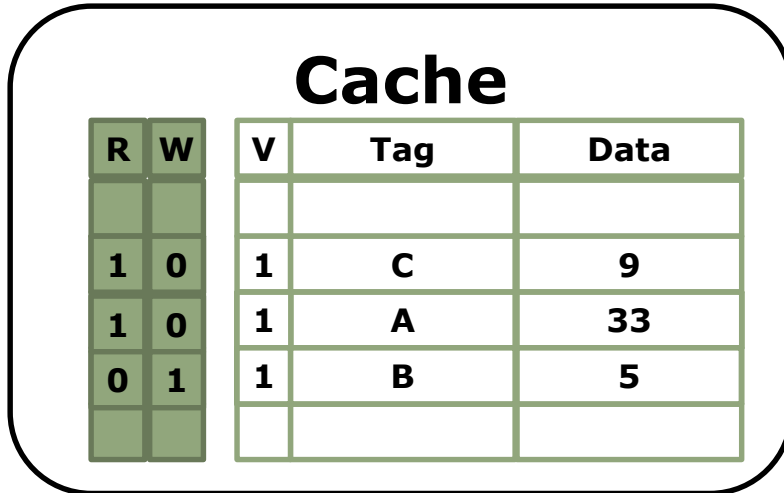 Cache
R W V Tag Data
1 0 1 C 9
1 0 1 A 33
0 1 1 B 5